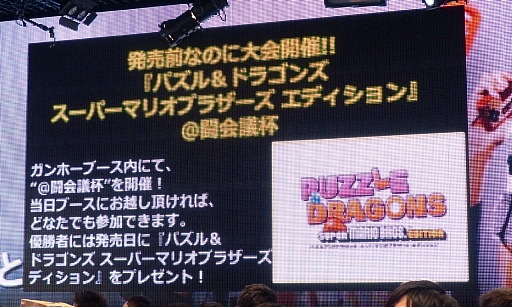 発売前なのに大会開催!!
『パズル＆ドラゴンズ
スーパーマリオブラザーズ エディション』
@闘会議杯
ガンホーブース内にて、
“@闘会議杯”を開催！
当日ブースにお越し頂ければ、
どなたでも参加できます。
優勝者には発売日に『パズル＆
ドラゴンズ スーパーマリオブラザーズ
ディション』をプレゼント！
PUZZLE
& DRAGONS
SUPER MARIO BROS. EDITION